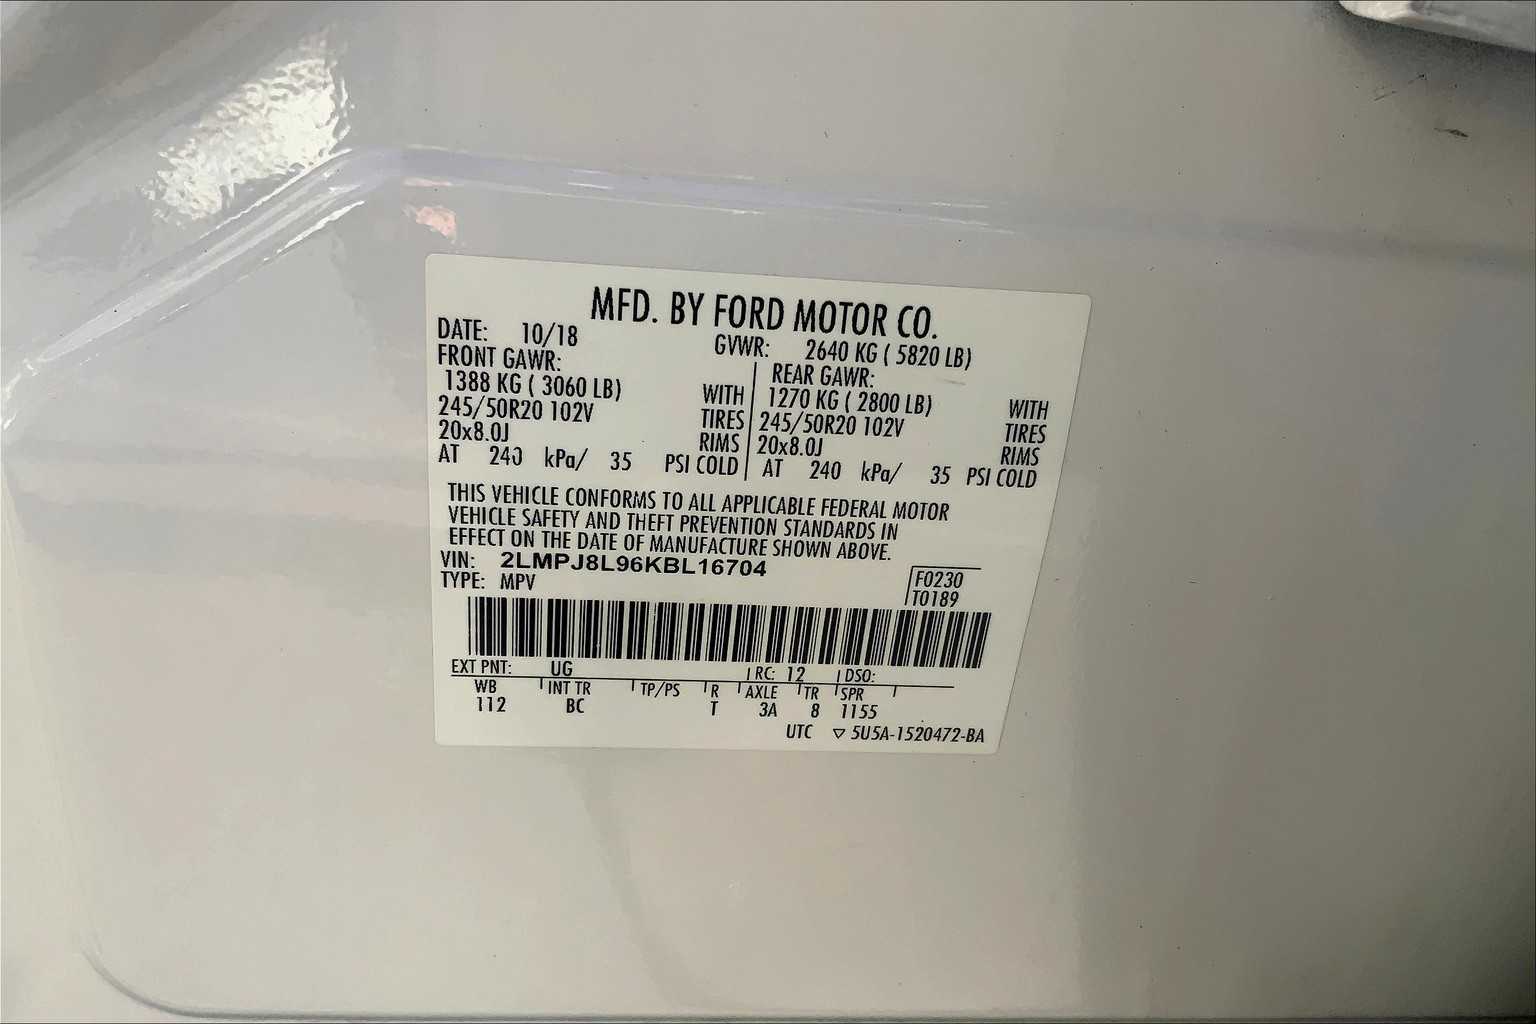 MFD. BY FORD MOTOR CO.
DATE: 10/18 GVWR: 2640 KG ( 5820 LB)
FRONT GAWR: REAR GAWR:
1388 KG ( 3060 LB) WITH 1270 KG ( 2800 LB) WITH
245/50R20 102V TIRES 245/50R20 102V TIRES
20x8.0J RIMS 20x8.0J RIMS
AT 240 kPa/ 35 PSI COLD AT 240 kPa/ 35 PSI COLD
THIS VEHICLE CONFORMS TO ALL APPLICABLE FEDERAL MOTOR
VEHICLE SAFETY AND THEFT PREVENTION STANDARDS IN
EFFECT ON THE DATE OF MANUFACTURE SHOWN ABOVE.
VIN: 2LMPJ8L96KBL16704
TYPE: MPV
F0230
T0189
EXT PNT: UG RC: 12 DSO:
WB INT TR TP/PS R AXLE TR SPR
112 BC T 3A 8 1155
UTC ▽ 5U5A-1520472-BA